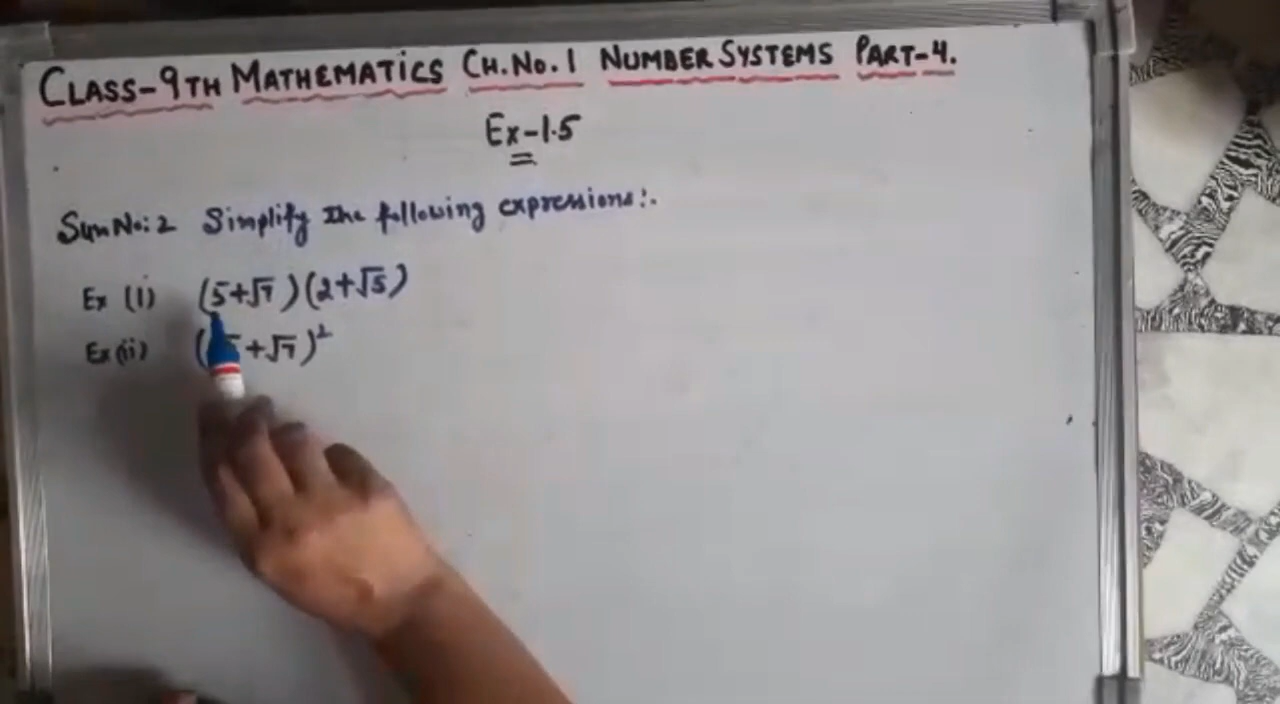 CLASS-9TH MATHEMATICS CH.NO.1 NUMBER SYSTEMS PART-4.
Ex-1.5
Sum No:2 Simplify the following expressions:.
Ex (i) (5+√7)(2+√5)
Ex (ii) ( +√7)²